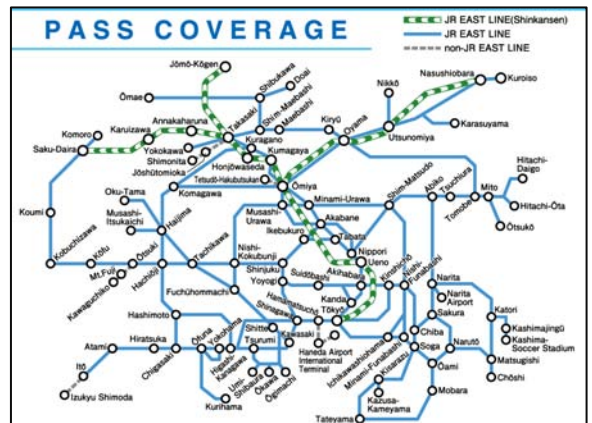 PASS COVERAGE
JR EAST LINE(Shinkansen)
JR EAST LINE
non-JR EAST LINE
Jōmō-Kōgen
Shibukawa
Doai
Nasushiobara
Kuroiso
Nikkō
Ōmae
Takasaki
Shim-Maebashi
Maebashi
Kiryū
Oyama
Utsunomiya
Karasuyama
Annakaharuna
Karuizawa
Komoro
Saku-Daira
Yokokawa
Shimonita
Jōshūtomioka
Kuragano
Kumagaya
Honjōwaseda
Tetsudō-Hakubutsukan
Ōmiya
Komagawa
Hitachi-
Daigo
Shim-Matsudo
Abiko
Tsuchiura
Tomobe
Mito
Hitachi-Ōta
Ōtsukō
Oku-Tama
Musashi-
Itsukaichi
Haijima
Musashi-
Urawa
Minami-Urawa
Akabane
Ikebukuro
Tabata
Nippori
Ueno
Koumi
Kobuchizawa
Kōfu
Mt.Fuji
Kawaguchiko
Ōtsuki
Hachiōji
Tachikawa
Nishi-
Kokubunji
Shinjuku
Yoyogi
Suidōbashi
Akihabara
Kinshichō
Nishi-
Funabashi
Fuchūhommachi
Hamamatsuchō
Shinagawa
Tōkyō
Kanda
Narita
Narita
Airport
Sakura
Katori
Kashimajingū
Kashima-
Soccer Stadium
Hashimoto
Hiratsuka
Atami
Itō
Izukyu Shimoda
Chigasaki
Ōfuna
Yokohama
Higashi-
Kanagawa
Kurihama
Shitte
Tsurumi
Kawasaki
Haneda Airport
International
Terminal
Umi-
Shibaura
Ōkawa
Ōgimachi
Ichikawashiohama
Minami-Funabashi
Chiba
Soga
Kisarazu
Kazusa-
Kameyama
Tateyama
Narutō
Ōami
Mobara
Matsugishi
Chōshi